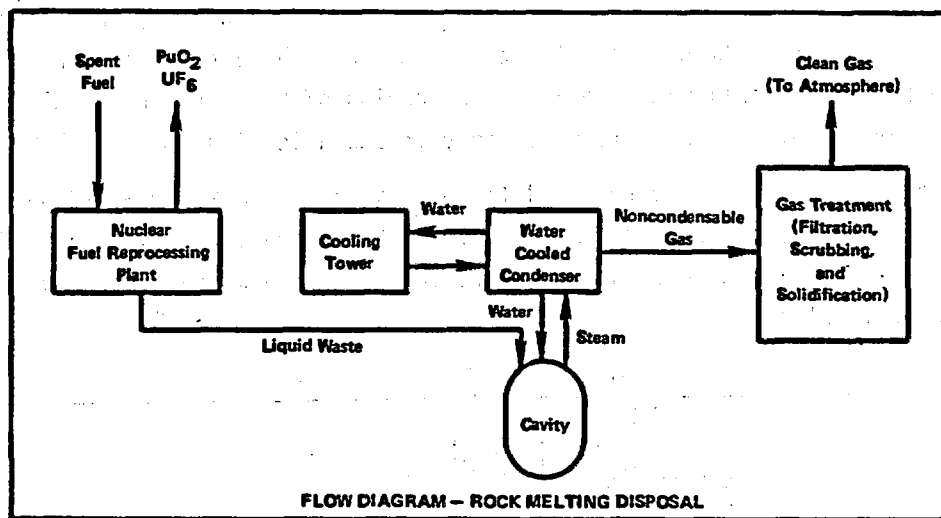 Spent
Fuel
PuO₂
UF₆
Clean Gas
(To Atmosphere)
Nuclear
Fuel Reprocessing
Plant
Cooling
Tower
Water
Water
Cooled
Condenser
Noncondensable
Gas
Gas Treatment
(Filtration,
Scrubbing,
and
Solidification)
Liquid Waste
Water
Steam
Cavity
FLOW DIAGRAM – ROCK MELTING DISPOSAL